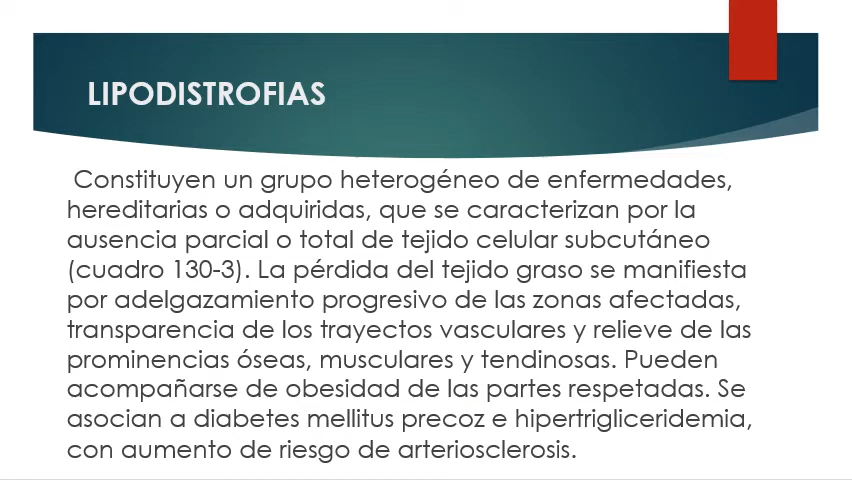 LIPODISTROFIAS
Constituyen un grupo heterogéneo de enfermedades,
hereditarias o adquiridas, que se caracterizan por la
ausencia parcial o total de tejido celular subcutáneo
(cuadro 130-3). La pérdida del tejido graso se manifiesta
por adelgazamiento progresivo de las zonas afectadas,
transparencia de los trayectos vasculares y relieve de las
prominencias óseas, musculares y tendinosas. Pueden
acompañarse de obesidad de las partes respetadas. Se
asocian a diabetes mellitus precoz e hipertrigliceridemia,
con aumento de riesgo de arteriosclerosis.